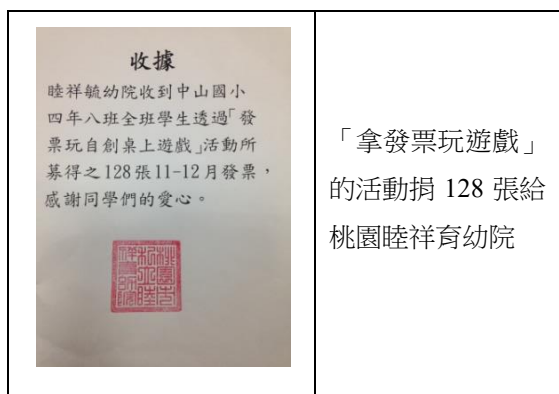 收據
睦祥毓幼院收到中山國小
四年八班全班學生透過「發
票玩自創桌上遊戲」活動所
募得之128張11-12月發票，
感謝同學們的愛心。
「拿發票玩遊戲」
的活動捐 128 張給
桃園睦祥育幼院